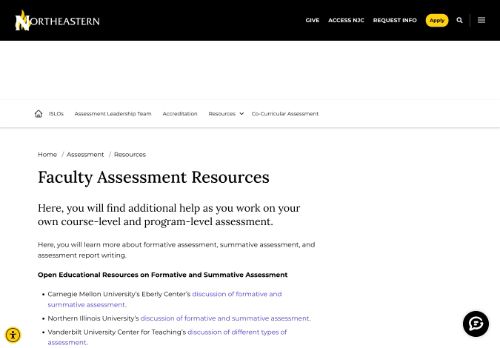 NORTHEASTERN
GIVE ACCESS NJC REQUEST INFO Apply
ISLOs Assessment Leadership Team Accreditation Resources Co-Curricular Assessment
Home / Assessment / Resources
Faculty Assessment Resources
Here, you will find additional help as you work on your
own course-level and program-level assessment.
Here, you will learn more about formative assessment, summative assessment, and
assessment report writing.
Open Educational Resources on Formative and Summative Assessment
• Carnegie Mellon University's Eberly Center's discussion of formative and
summative assessment.
• Northern Illinois University's discussion of formative and summative assessment.
• Vanderbilt University Center for Teaching's discussion of different types of
assessment.